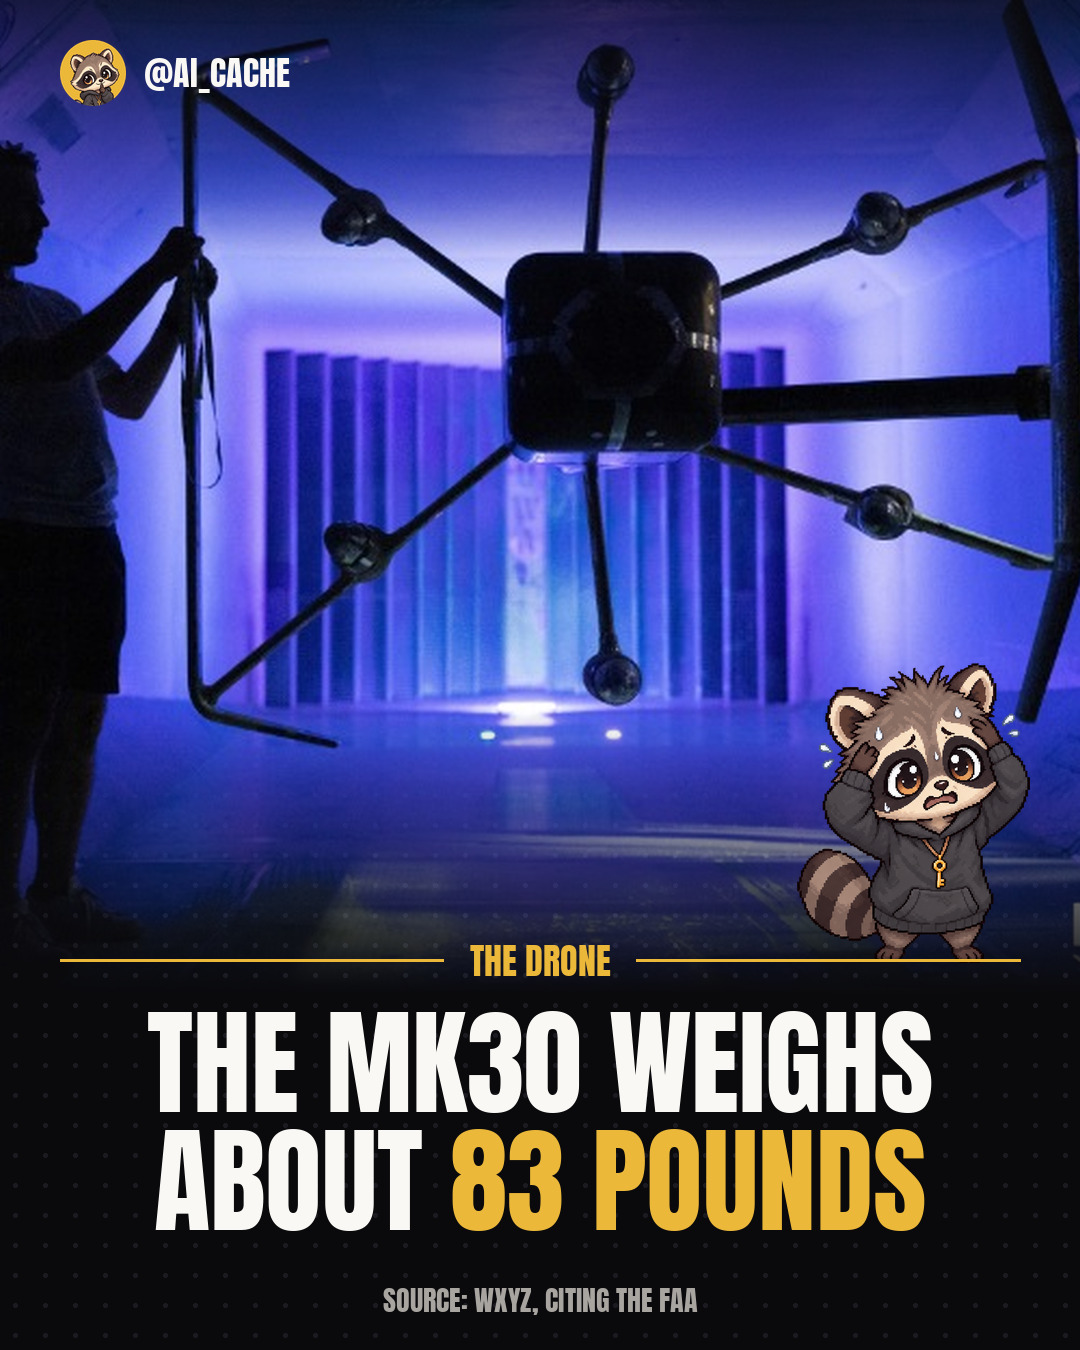 @AI_CACHE
THE DRONE
THE MK30 WEIGHS
ABOUT 83 POUNDS
SOURCE: WXYZ, CITING THE FAA